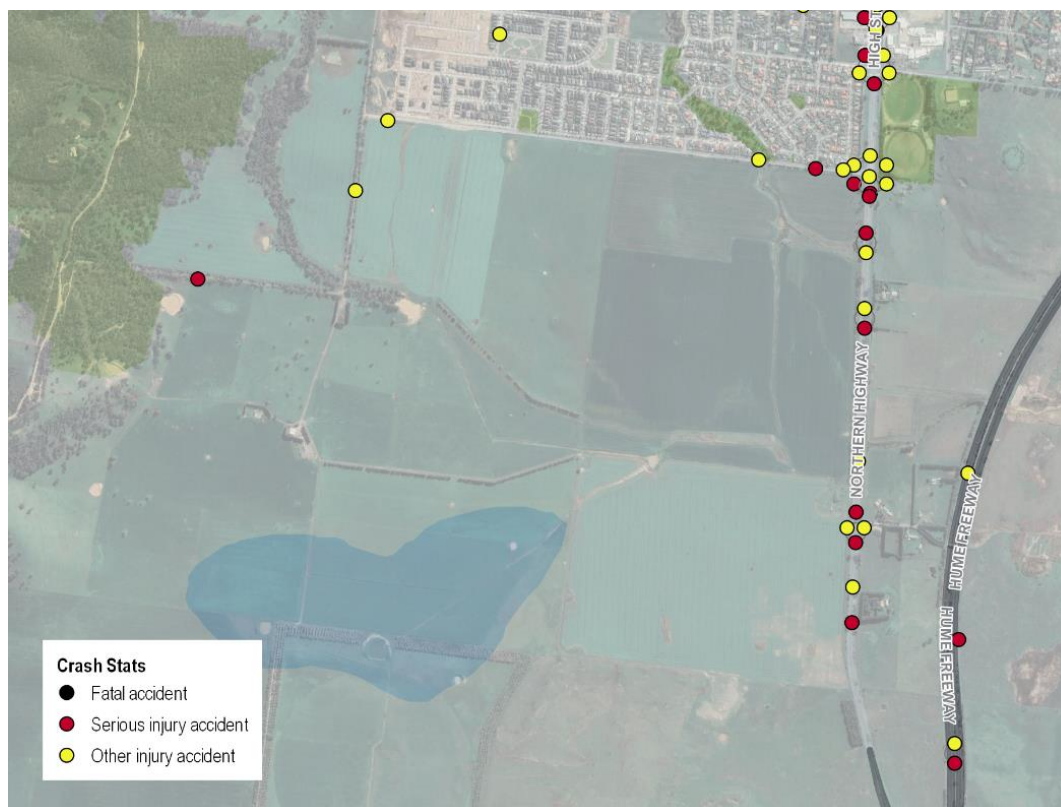 HIGH ST
NORTHERN HIGHWAY
HUME FREEWAY
HUME FREEWAY
Crash Stats
Fatal accident
Serious injury accident
Other injury accident